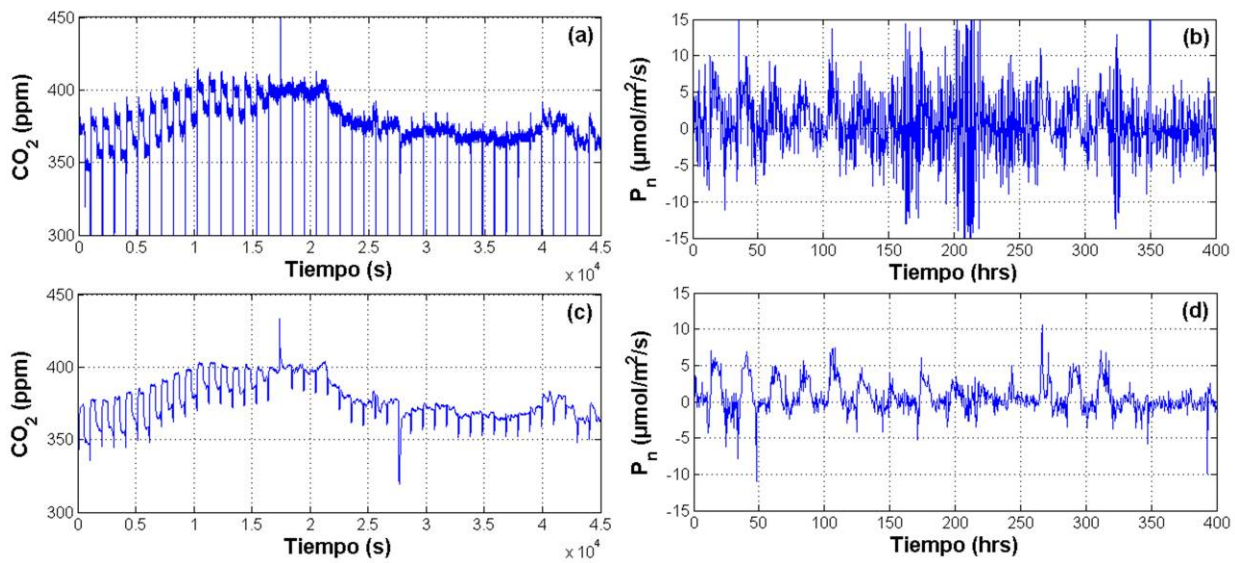 (a)
CO2 (ppm)
450
400
350
300
0 0.5 1 1.5 2 2.5 3 3.5 4 4.5
Tiempo (s)
x 10^4
(b)
Pn (µmol/m2/s)
15
10
5
0
-5
-10
-15
0 50 100 150 200 250 300 350 400
Tiempo (hrs)
(c)
CO2 (ppm)
450
400
350
300
0 0.5 1 1.5 2 2.5 3 3.5 4 4.5
Tiempo (s)
x 10^4
(d)
Pn (µmol/m2/s)
15
10
5
0
-5
-10
-15
0 50 100 150 200 250 300 350 400
Tiempo (hrs)